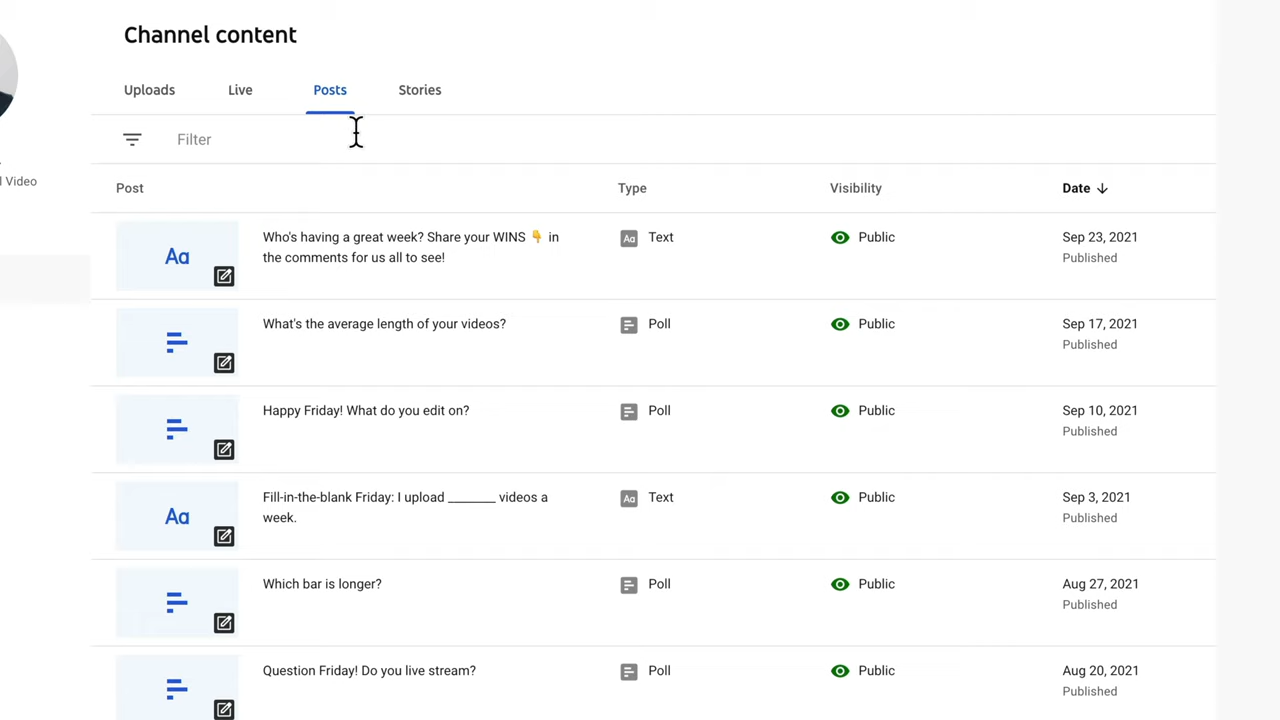 Channel content
Uploads Live Posts Stories
Filter
l Video
Post Type Visibility Date
Aa Who's having a great week? Share your WINS 👇 in Aa Text Public Sep 23, 2021
the comments for us all to see! Published
What's the average length of your videos? Poll Public Sep 17, 2021
Published
Happy Friday! What do you edit on? Poll Public Sep 10, 2021
Published
Aa Fill-in-the-blank Friday: I upload ________ videos a Aa Text Public Sep 3, 2021
week. Published
Which bar is longer? Poll Public Aug 27, 2021
Published
Question Friday! Do you live stream? Poll Public Aug 20, 2021
Published